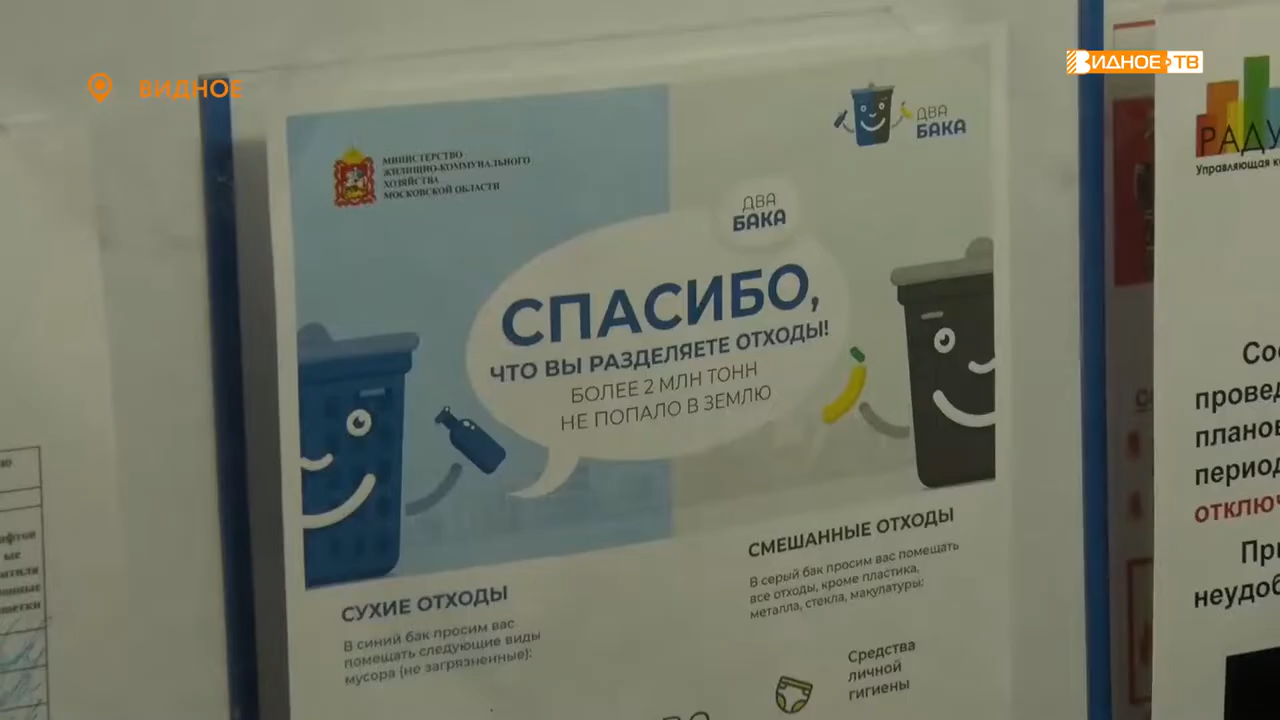 ВИДНОЕ
ВИДНОЕ ТВ
МИНИСТЕРСТВО
ЖИЛИЩНО-КОММУНАЛЬНОГО
ХОЗЯЙСТВА
МОСКОВСКОЙ ОБЛАСТИ
ДВА
БАКА
ДВА
БАКА
СПАСИБО,
ЧТО ВЫ РАЗДЕЛЯЕТЕ ОТХОДЫ!
БОЛЕЕ 2 МЛН ТОНН
НЕ ПОПАЛО В ЗЕМЛЮ
СУХИЕ ОТХОДЫ
В синий бак просим вас
помещать следующие виды
мусора (не загрязненные):
СМЕШАННЫЕ ОТХОДЫ
В серый бак просим вас помещать
все отходы, кроме пластика,
металла, стекла, макулатуры:
Средства
личной
гигиены
РАДУ
Управляющая
Соо
провед
планов
период
отключ
При
неудоб